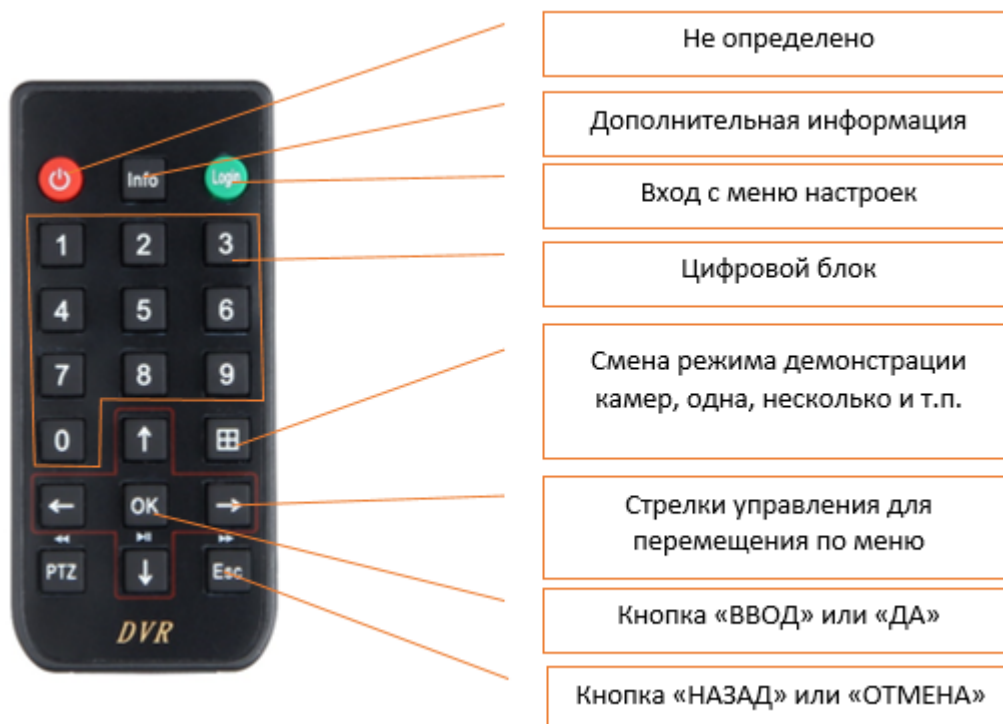 Не определено
Дополнительная информация
Вход с меню настроек
Цифровой блок
Смена режима демонстрации
камер, одна, несколько и т.п.
Стрелки управления для
перемещения по меню
Кнопка «ВВОД» или «ДА»
Кнопка «НАЗАД» или «ОТМЕНА»
Info Login
1 2 3
4 5 6
7 8 9
0 ↑
← OK →
PTZ ↓ Esc
DVR